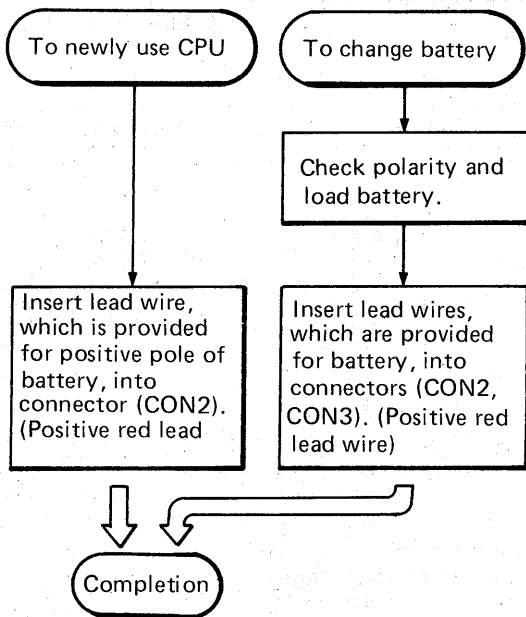 To newly use CPU
To change battery
Check polarity and
load battery.
Insert lead wire,
which is provided
for positive pole of
battery, into
connector (CON2).
(Positive red lead
Insert lead wires,
which are provided
for battery, into
connectors (CON2,
CON3). (Positive red
lead wire)
Completion